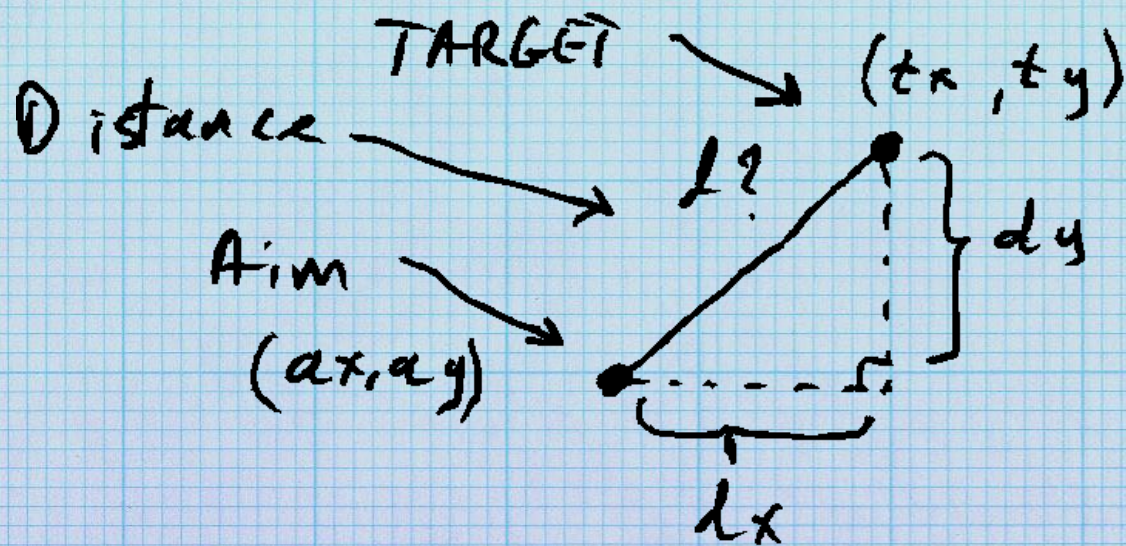 TARGET
(tx, ty)
Distance
d?
Aim
dy
(ax, ay)
dx